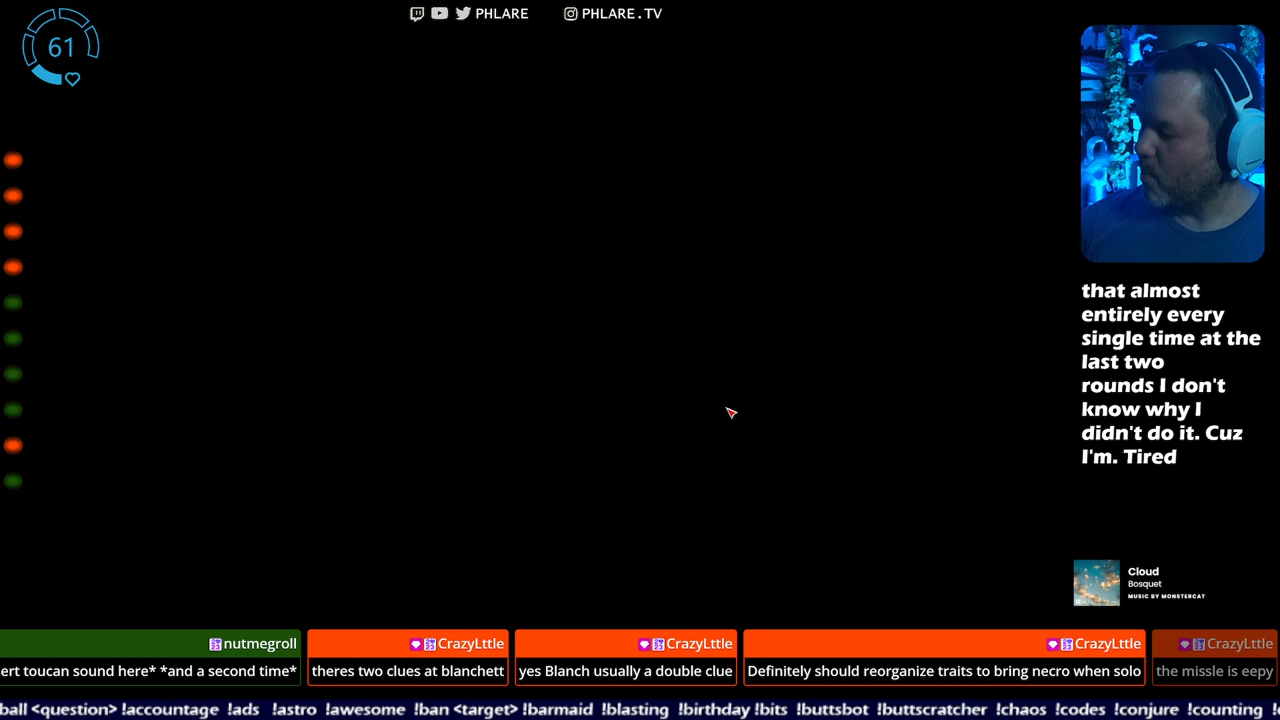 PHLARE PHLARE.TV
61
that almost
entirely every
single time at the
last two
rounds I don't
know why I
didn't do it. Cuz
I'm. Tired
Cloud
Bosquet
MUSIC BY MONSTERCAT
nutmegroll
ert toucan sound here* *and a second time*
CrazyLttle
theres two clues at blanchett
CrazyLttle
yes Blanch usually a double clue
CrazyLttle
Definitely should reorganize traits to bring necro when solo
CrazyLttle
the missle is eepy
ball <question> !accountage !ads !astro !awesome !ban <target> !barmaid !blasting !birthday !bits !buttsbot !buttscratcher !chaos !codes !conjure !counting